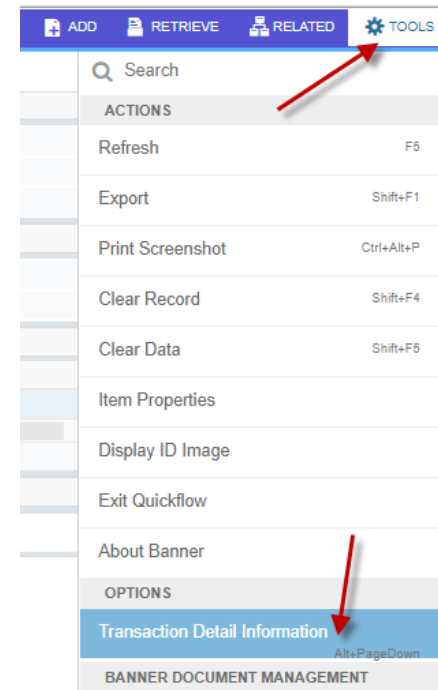 ADD RETRIEVE RELATED TOOLS
Search
ACTIONS
Refresh F5
Export Shift+F1
Print Screenshot Ctrl+Alt+P
Clear Record Shift+F4
Clear Data Shift+F5
Item Properties
Display ID Image
Exit Quickflow
About Banner
OPTIONS
Transaction Detail Information
Alt+PageDown
BANNER DOCUMENT MANAGEMENT